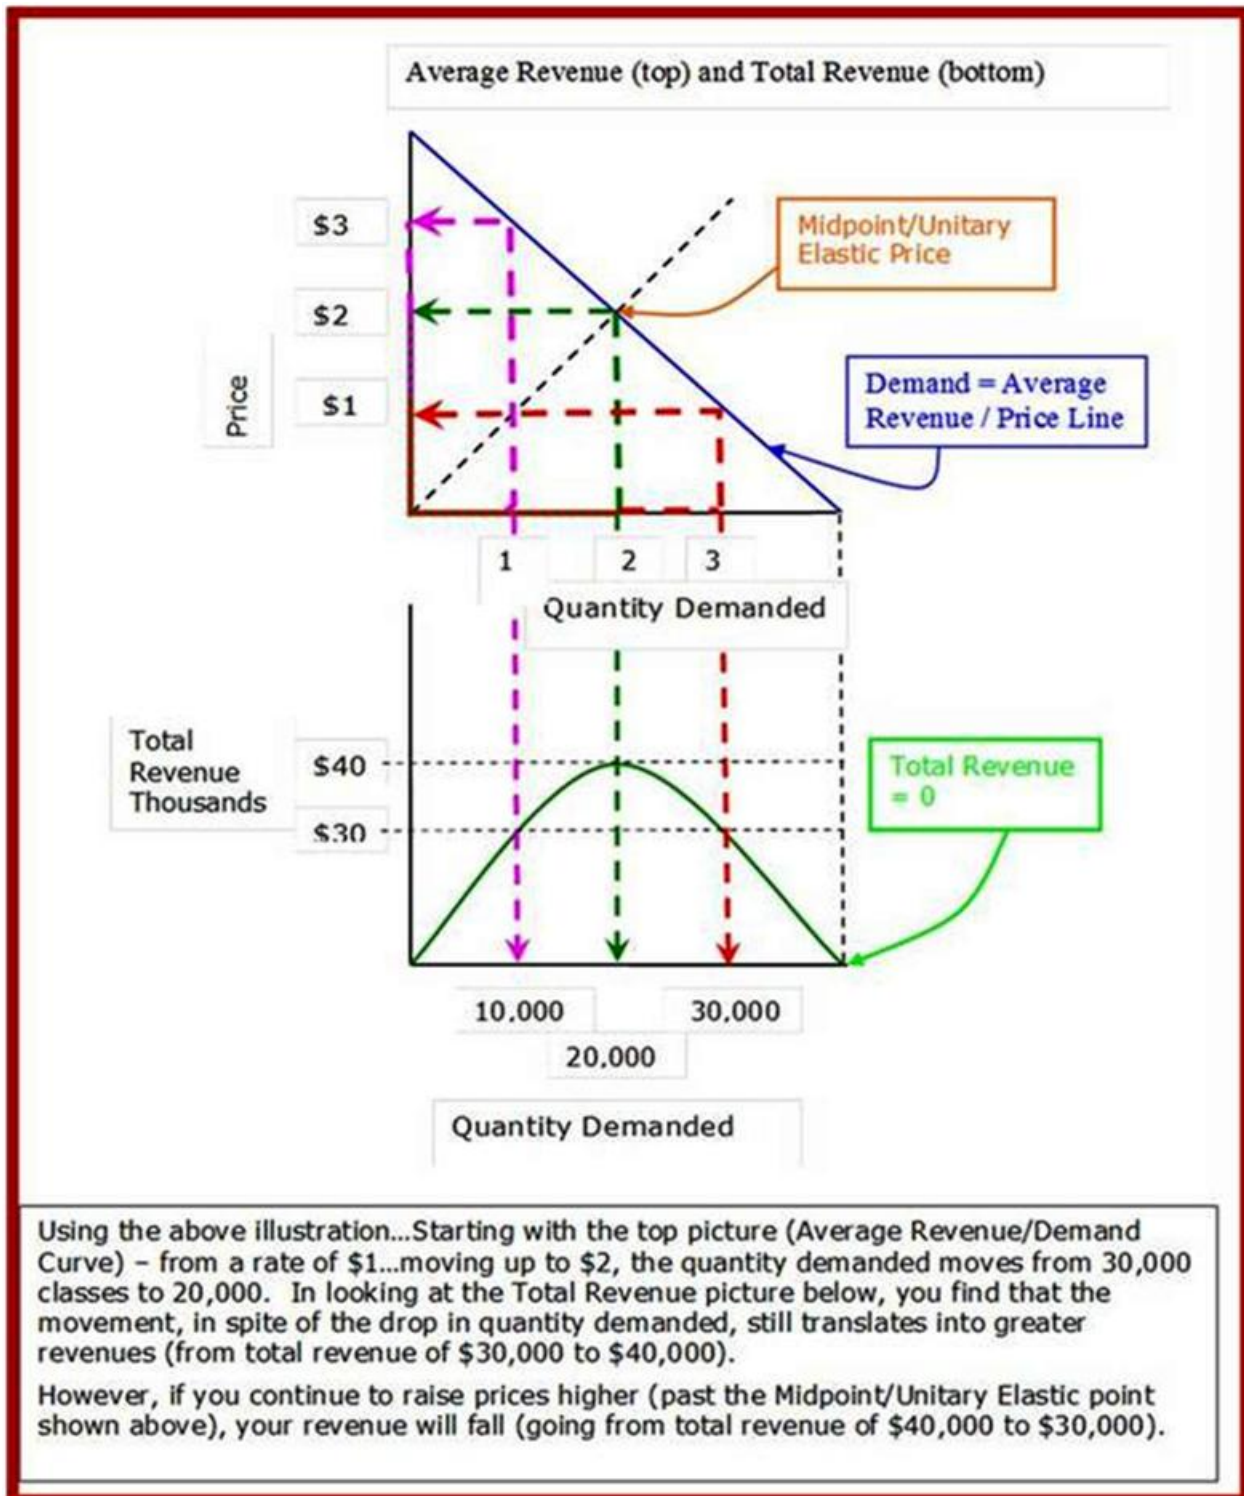 Average Revenue (top) and Total Revenue (bottom)
$3
$2
$1
Price
Midpoint/Unitary
Elastic Price
Demand = Average
Revenue / Price Line
1
2
3
Quantity Demanded
Total
Revenue
Thousands
$40
$30
Total Revenue
= 0
10,000
30,000
20,000
Quantity Demanded
Using the above illustration...Starting with the top picture (Average Revenue/Demand
Curve) – from a rate of $1...moving up to $2, the quantity demanded moves from 30,000
classes to 20,000.  In looking at the Total Revenue picture below, you find that the
movement, in spite of the drop in quantity demanded, still translates into greater
revenues (from total revenue of $30,000 to $40,000).
However, if you continue to raise prices higher (past the Midpoint/Unitary Elastic point
shown above), your revenue will fall (going from total revenue of $40,000 to $30,000).